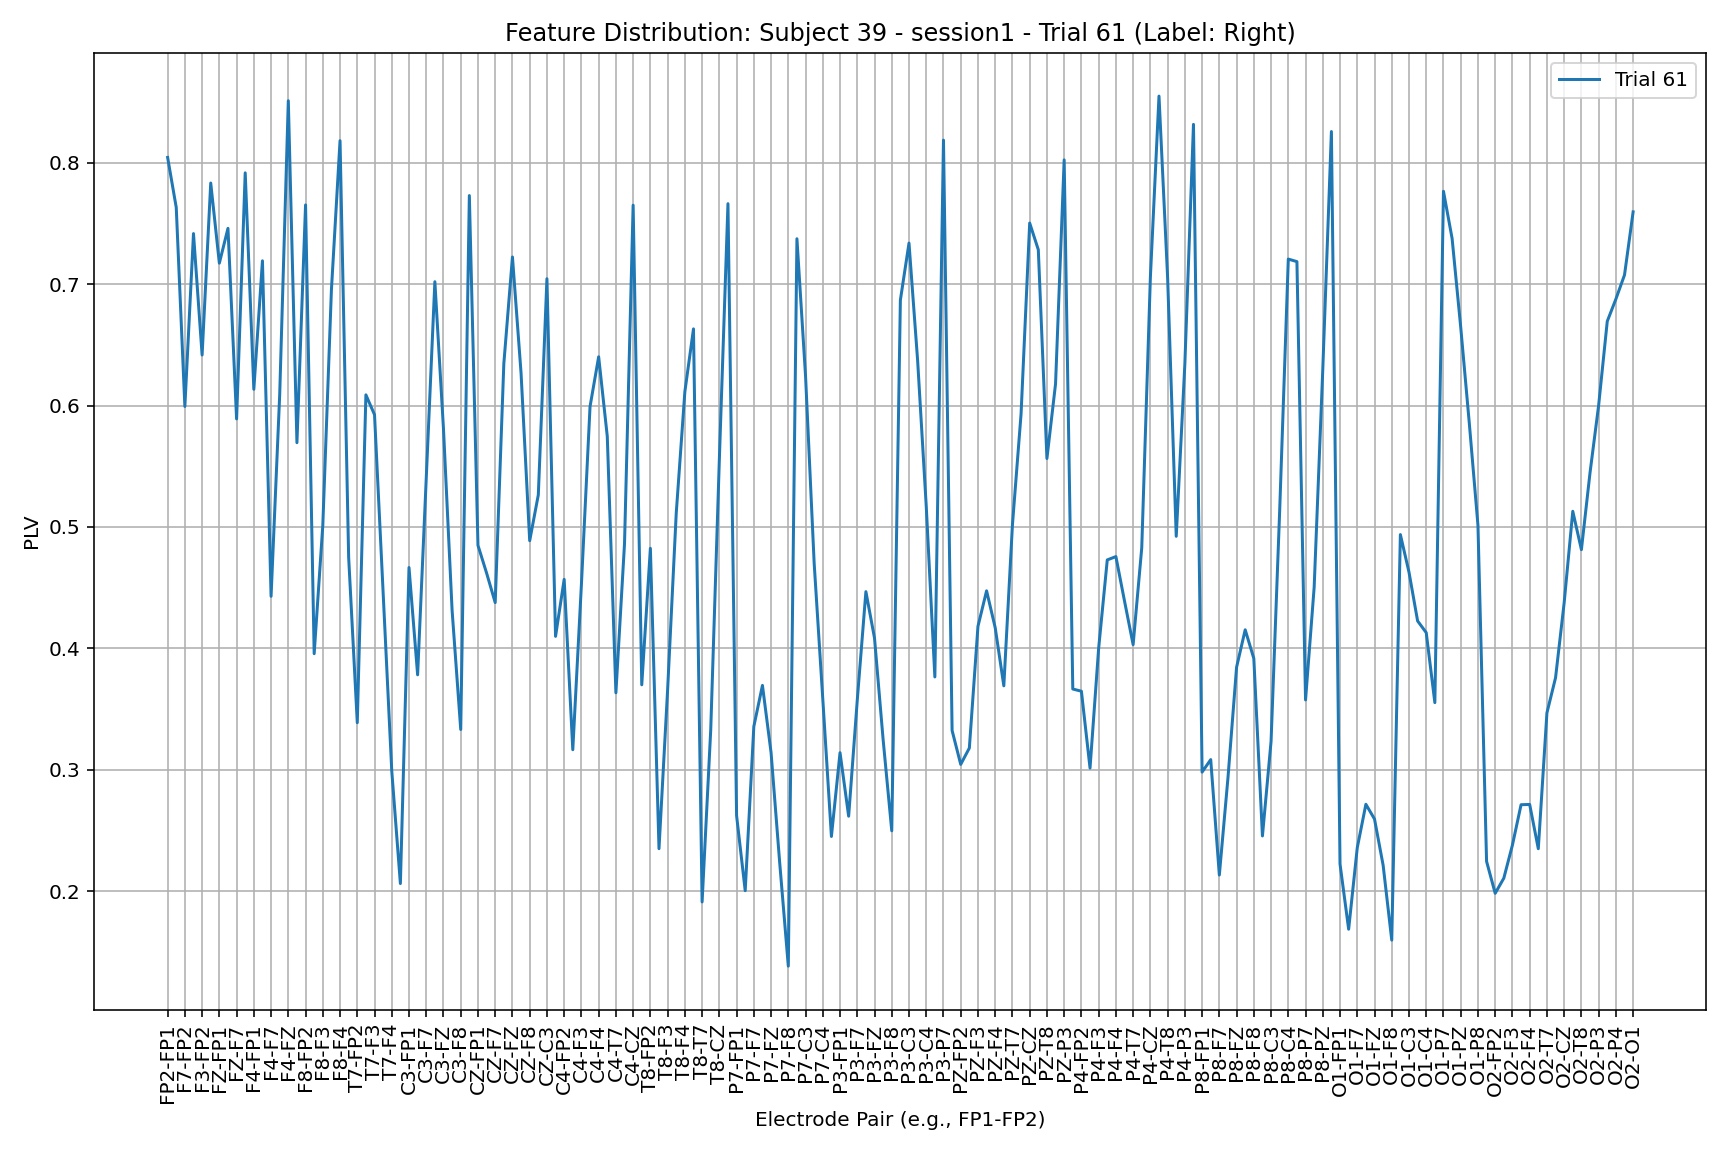 Feature Distribution: Subject 39 - session1 - Trial 61 (Label: Right)
Trial 61
PLV
0.8
0.7
0.6
0.5
0.4
0.3
0.2
FP2-FP1
F7-FP2
F3-FP2
FZ-FP1
FZ-F7
F4-FP1
F4-F7
F4-FZ
F8-FP2
F8-F3
F8-F4
T7-FP2
T7-F3
T7-F4
C3-FP1
C3-F7
C3-FZ
C3-F8
CZ-FP1
CZ-F7
CZ-FZ
CZ-F8
CZ-C3
C4-FP2
C4-F3
C4-F4
C4-T7
C4-CZ
T8-FP2
T8-F3
T8-F4
T8-T7
T8-CZ
P7-FP1
P7-F7
P7-FZ
P7-F8
P7-C3
P7-C4
P3-FP1
P3-F7
P3-FZ
P3-F8
P3-C3
P3-C4
P3-P7
PZ-FP2
PZ-F3
PZ-F4
PZ-T7
PZ-CZ
PZ-T8
PZ-P3
P4-FP2
P4-F3
P4-F4
P4-T7
P4-CZ
P4-T8
P4-P3
P8-FP1
P8-F7
P8-FZ
P8-F8
P8-C3
P8-C4
P8-P7
P8-PZ
O1-FP1
O1-F7
O1-FZ
O1-F8
O1-C3
O1-C4
O1-P7
O1-PZ
O1-P8
O2-FP2
O2-F3
O2-F4
O2-T7
O2-CZ
O2-T8
O2-P3
O2-P4
O2-O1
Electrode Pair (e.g., FP1-FP2)